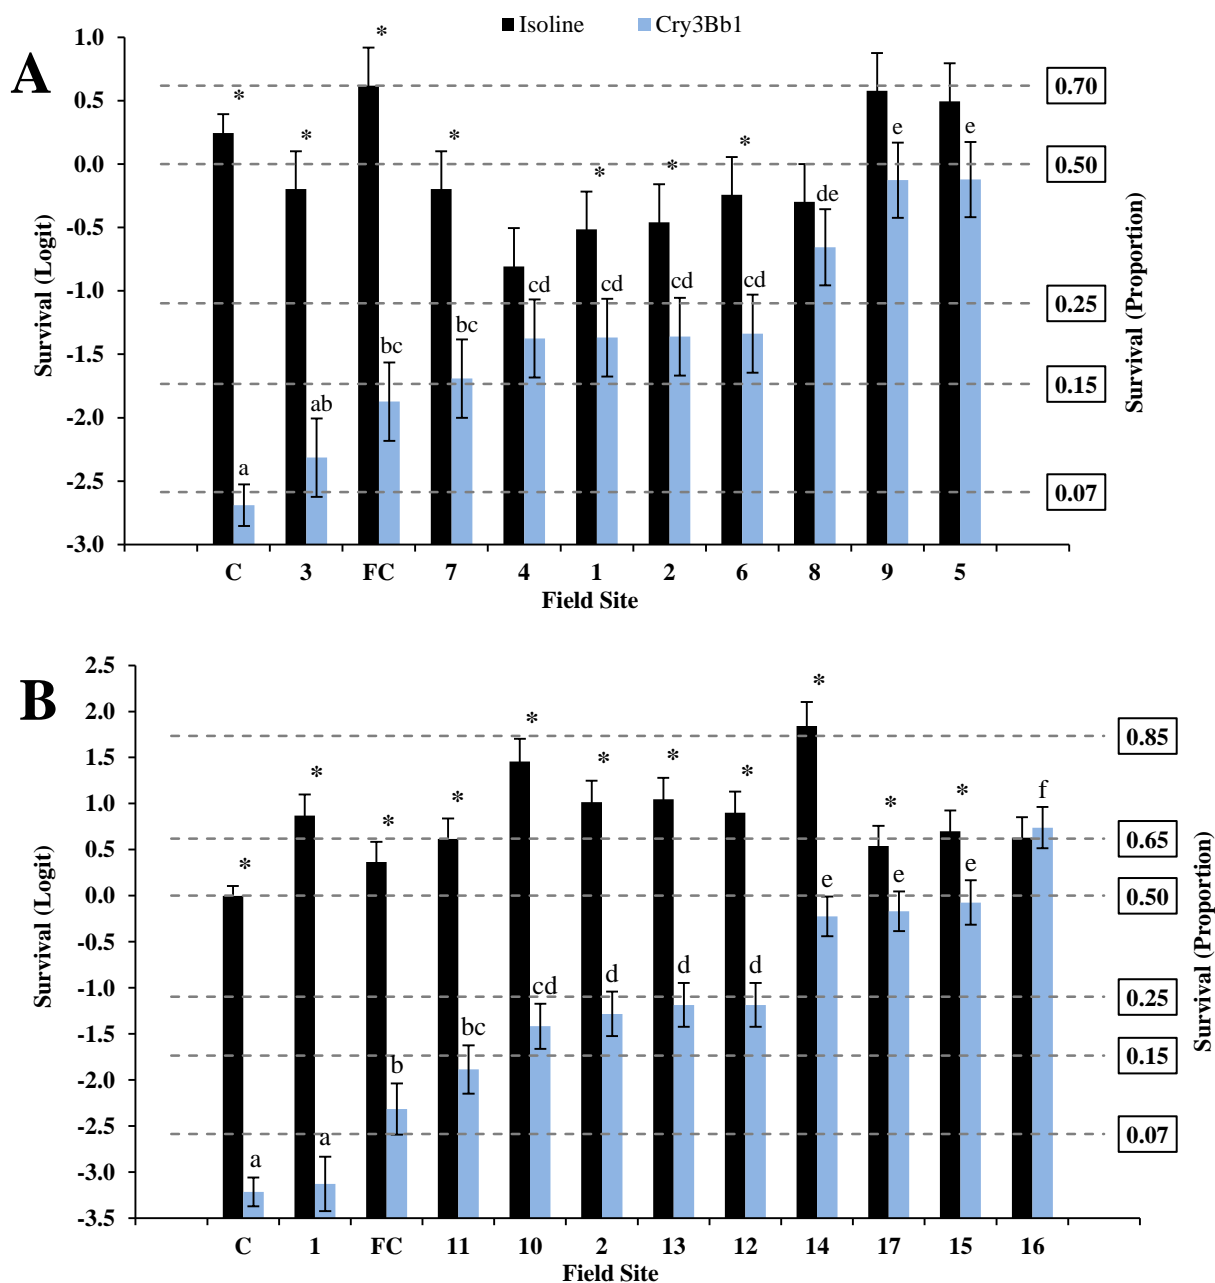 Isoline Cry3Bb1
A
1.0
0.5
0.0
-0.5
-1.0
-1.5
-2.0
-2.5
-3.0
Survival (Logit)
* * * * * * *
a ab bc bc cd cd cd cd de e e
0.70
0.50
0.25
0.15
0.07
Survival (Proportion)
C 3 FC 7 4 1 2 6 8 9 5
Field Site
B
2.5
2.0
1.5
1.0
0.5
0.0
-0.5
-1.0
-1.5
-2.0
-2.5
-3.0
-3.5
Survival (Logit)
* * * * * * * * * * *
a a b bc cd d d d e e e f
0.85
0.65
0.50
0.25
0.15
0.07
Survival (Proportion)
C 1 FC 11 10 2 13 12 14 17 15 16
Field Site